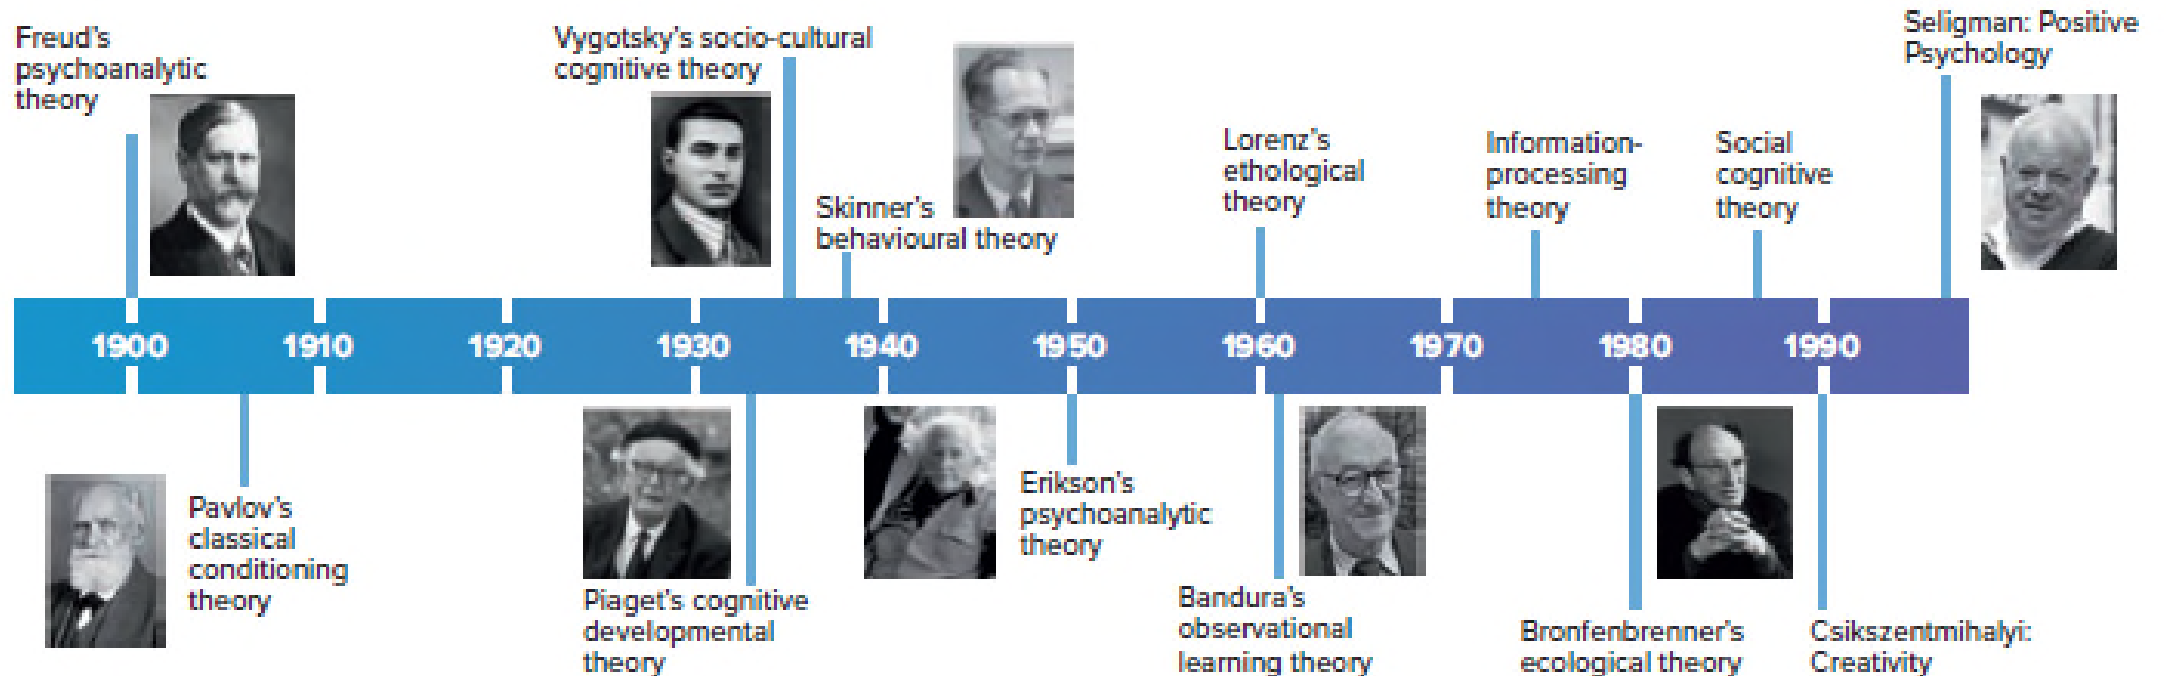 Freud's
psychoanalytic
theory
Vygotsky's socio-cultural
cognitive theory
Skinner's
behavioural theory
Lorenz's
ethological
theory
Information-
processing
theory
Social
cognitive
theory
Seligman: Positive
Psychology
1900
1910
1920
1930
1940
1950
1960
1970
1980
1990
Pavlov's
classical
conditioning
theory
Piaget's cognitive
developmental
theory
Erikson's
psychoanalytic
theory
Bandura's
observational
learning theory
Bronfenbrenner's
ecological theory
Csikszentmihalyi:
Creativity